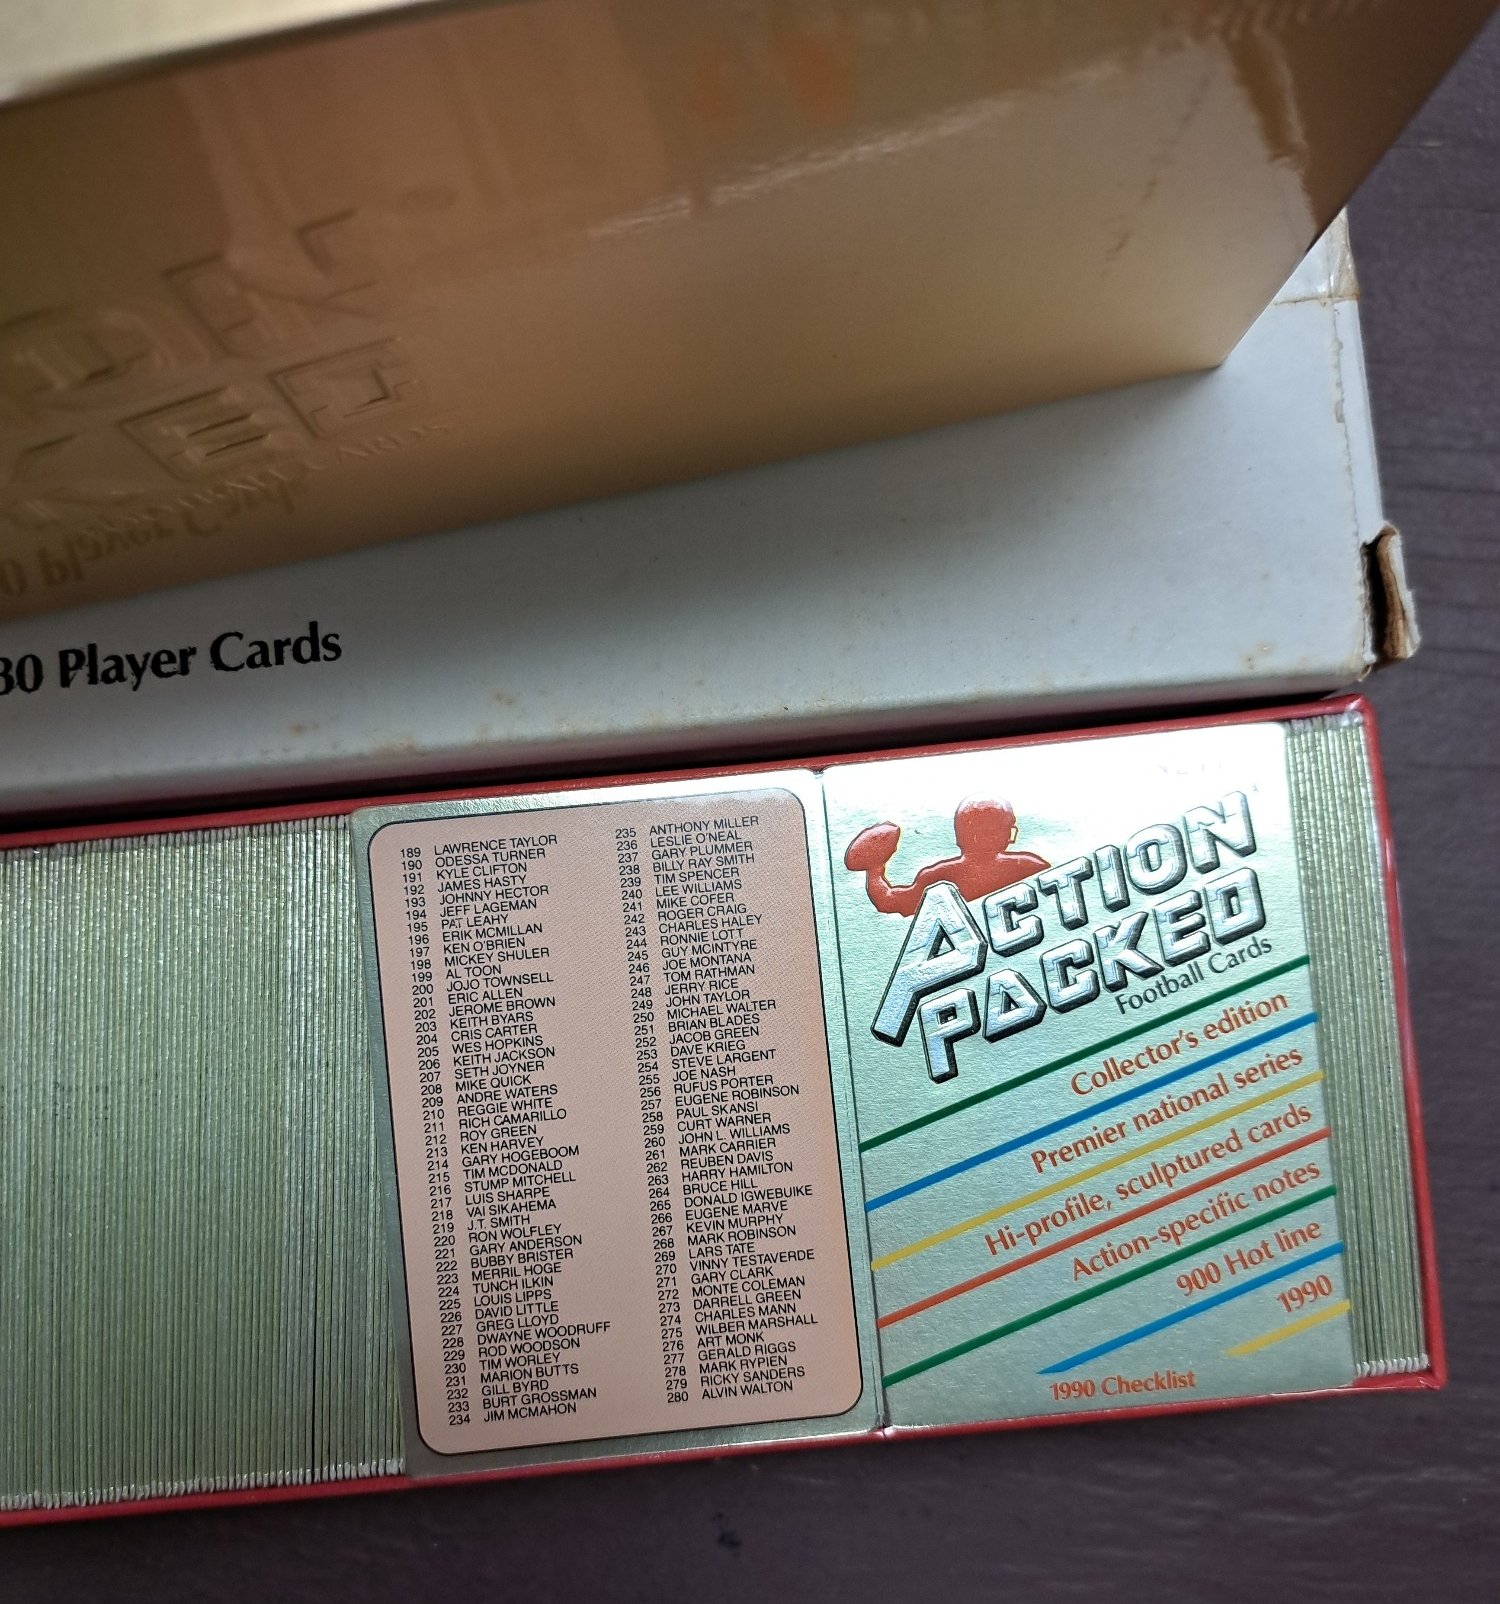 Player Cards
189 LAWRENCE TAYLOR
190 ODESSA TURNER
191 KYLE CLIFTON
192 JAMES HASTY
193 JOHNNY HECTOR
194 JEFF LAGEMAN
195 PAT LEAHY
196 ERIK MCMILLAN
197 KEN O'BRIEN
198 MICKEY SHULER
199 AL TOON
200 JOJO TOWNSELL
201 ERIC ALLEN
202 JEROME BROWN
203 KEITH BYARS
204 CRIS CARTER
205 WES HOPKINS
206 KEITH JACKSON
207 SETH JOYNER
208 MIKE QUICK
209 ANDRE WATERS
210 REGGIE WHITE
211 RICH CAMARILLO
212 ROY GREEN
213 KEN HARVEY
214 GARY HOGEBOOM
215 TIM MCDONALD
216 STUMP MITCHELL
217 LUIS SHARPE
218 VAI SIKAHEMA
219 J.T. SMITH
220 RON WOLFLEY
221 GARY ANDERSON
222 BUBBY BRISTER
223 MERRIL HOGE
224 TUNCH ILKIN
225 LOUIS LIPPS
226 DAVID LITTLE
227 GREG LLOYD
228 DWAYNE WOODRUFF
229 ROD WOODSON
230 TIM WORLEY
231 MARION BUTTS
232 GILL BYRD
233 BURT GROSSMAN
234 JIM MCMAHON
235 ANTHONY MILLER
236 LESLIE O'NEAL
237 GARY PLUMMER
238 BILLY RAY SMITH
239 TIM SPENCER
240 LEE WILLIAMS
241 MIKE COFER
242 ROGER CRAIG
243 CHARLES HALEY
244 RONNIE LOTT
245 GUY MCINTYRE
246 JOE MONTANA
247 TOM RATHMAN
248 JERRY RICE
249 JOHN TAYLOR
250 MICHAEL WALTER
251 BRIAN BLADES
252 JACOB GREEN
253 DAVE KRIEG
254 STEVE LARGENT
255 JOE NASH
256 RUFUS PORTER
257 EUGENE ROBINSON
258 PAUL SKANSI
259 CURT WARNER
260 JOHN L. WILLIAMS
261 MARK CARRIER
262 REUBEN DAVIS
263 HARRY HAMILTON
264 BRUCE HILL
265 DONALD IGWEBUIKE
266 EUGENE MARVE
267 KEVIN MURPHY
268 MARK ROBINSON
269 LARS TATE
270 VINNY TESTAVERDE
271 GARY CLARK
272 MONTE COLEMAN
273 DARRELL GREEN
274 CHARLES MANN
275 WILBER MARSHALL
276 ART MONK
277 GERALD RIGGS
278 MARK RYPIEN
279 RICKY SANDERS
280 ALVIN WALTON
ACTION
PACKED
Football Cards
Collector's edition
Premier national series
Hi-profile, sculptured cards
Action-specific notes
900 Hot line
1990
1990 Checklist